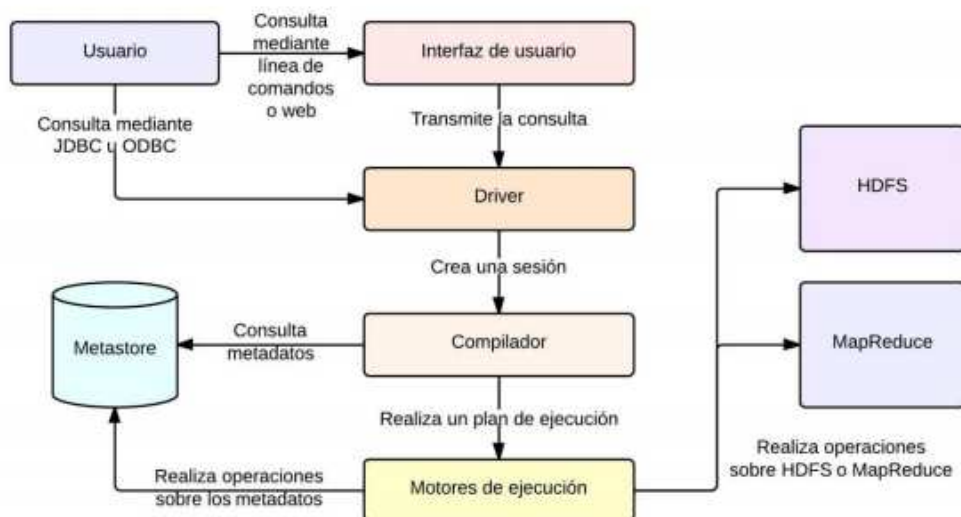 Usuario
Consulta
mediante
línea de
comandos
o web
Interfaz de usuario
Consulta mediante
JDBC u ODBC
Transmite la consulta
Driver
HDFS
Crea una sesión
Metastore
Consulta
metadatos
Compilador
MapReduce
Realiza un plan de ejecución
Realiza operaciones
sobre HDFS o MapReduce
Realiza operaciones
sobre los metadatos
Motores de ejecución